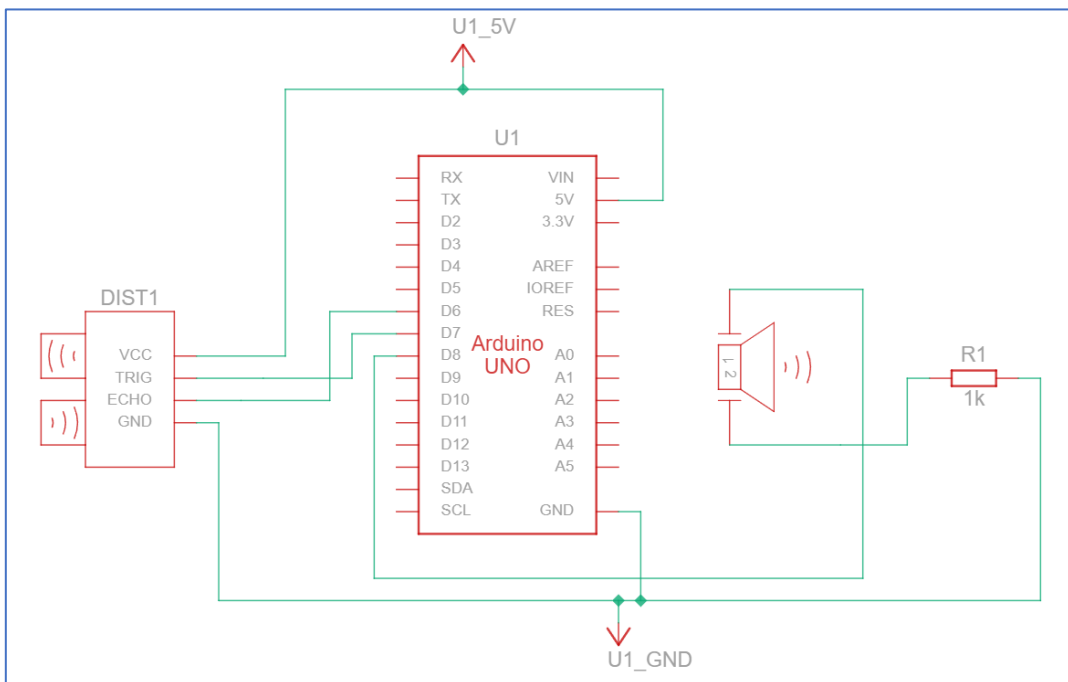 U1_5V
U1
RX
VIN
TX
5V
D2
3.3V
D3
D4
AREF
D5
IOREF
DIST1
D6
RES
D7
Arduino
UNO
VCC
D8
A0
TRIG
D9
A1
ECHO
D10
A2
GND
D11
A3
D12
A4
D13
A5
SDA
SCL
GND
1
2
R1
1k
U1_GND